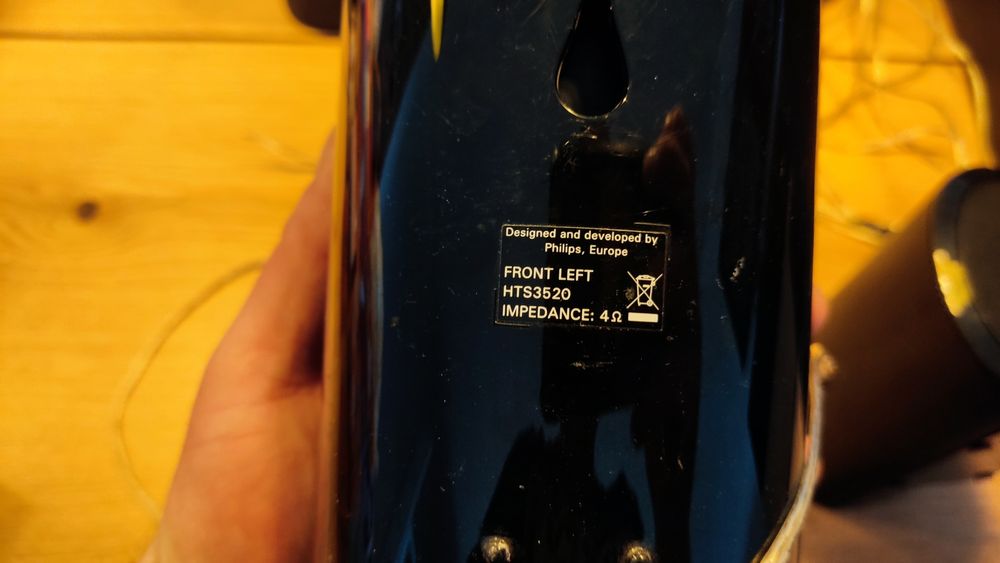 Designed and developed by
Philips, Europe
FRONT LEFT
HTS3520
IMPEDANCE: 4Ω